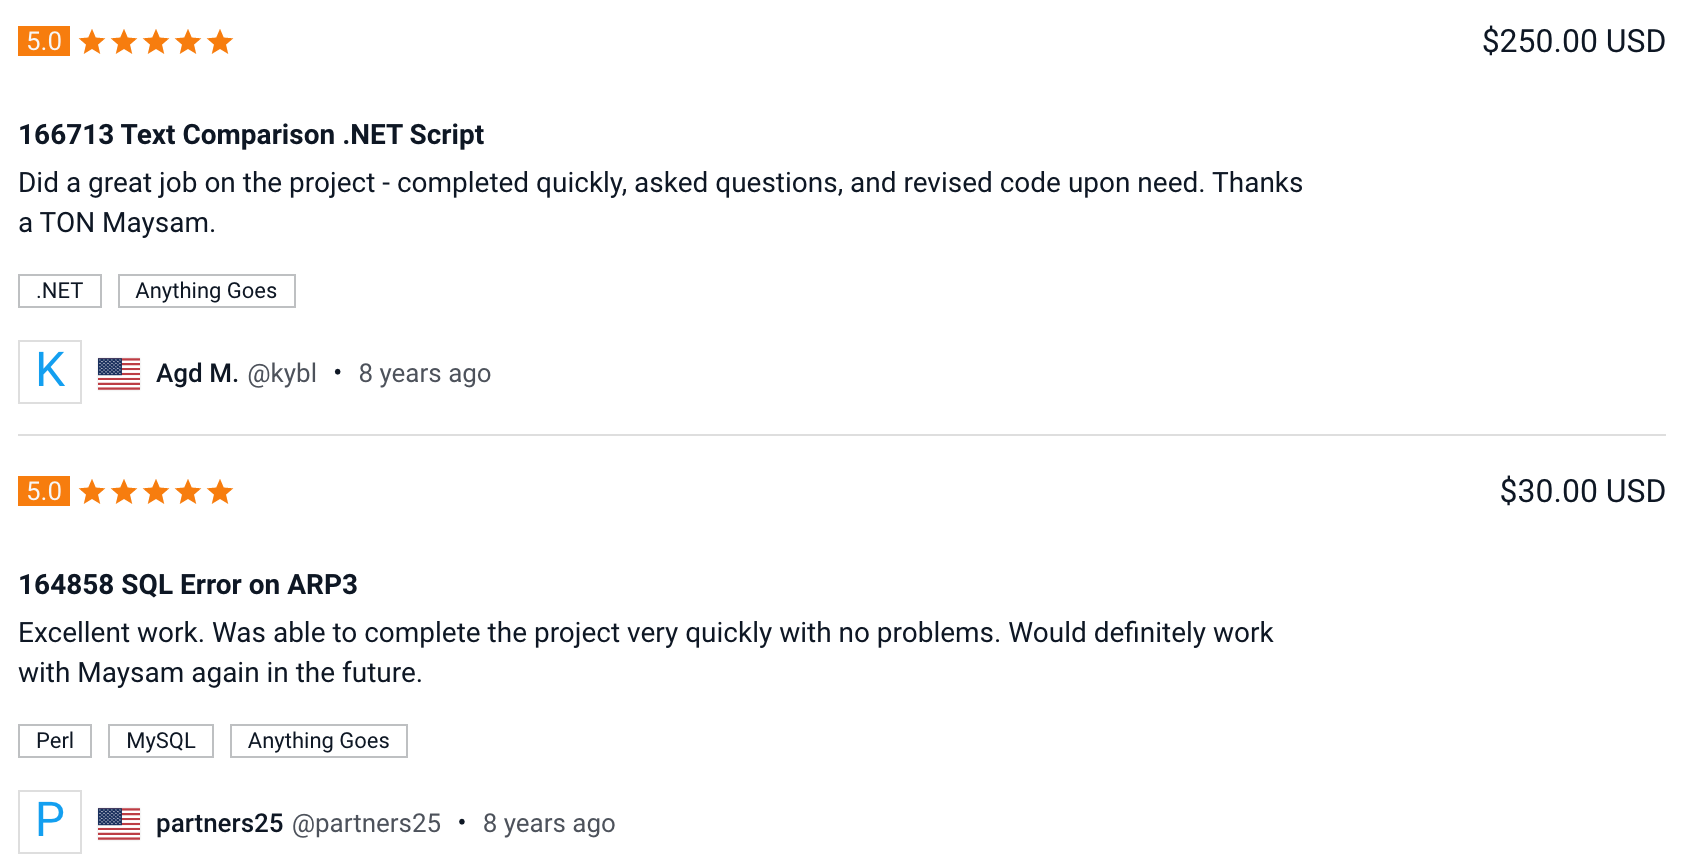 5.0
$250.00 USD
166713 Text Comparison .NET Script
Did a great job on the project - completed quickly, asked questions, and revised code upon need. Thanks
a TON Maysam.
.NET Anything Goes
K Agd M. @kybl • 8 years ago
5.0
$30.00 USD
164858 SQL Error on ARP3
Excellent work. Was able to complete the project very quickly with no problems. Would definitely work
with Maysam again in the future.
Perl MySQL Anything Goes
P partners25 @partners25 • 8 years ago